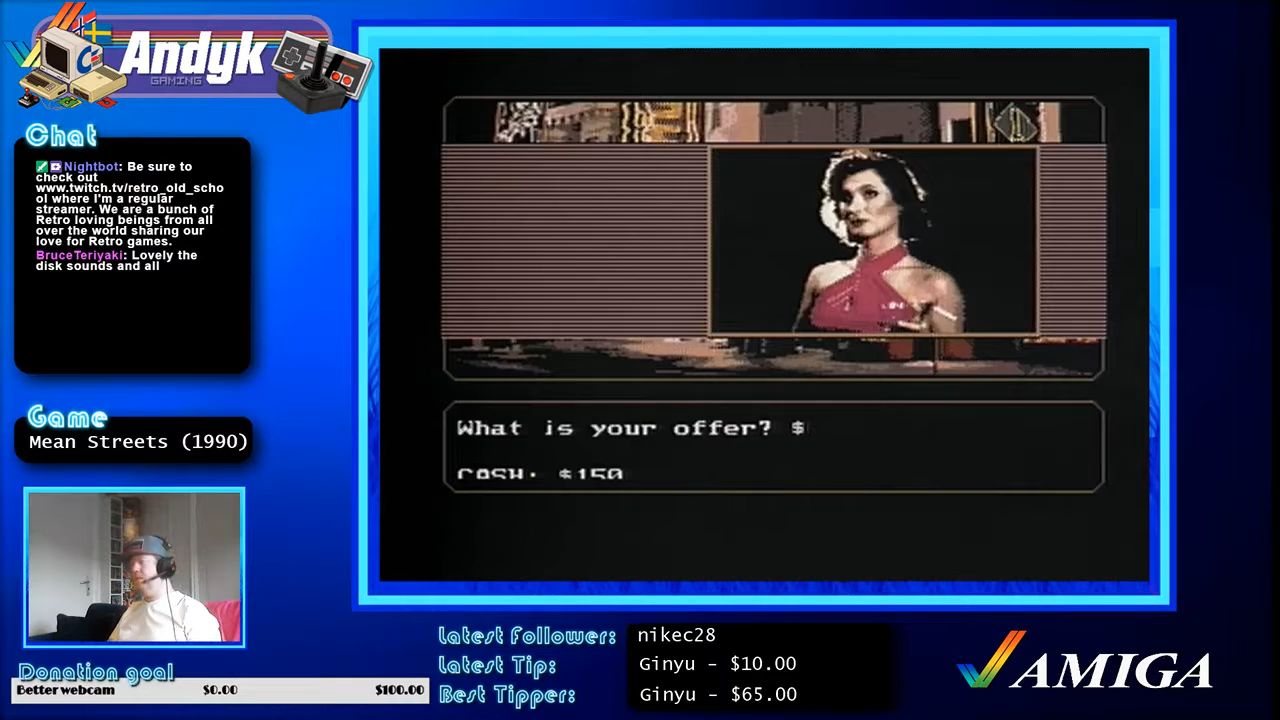 Andyk
GAMING
Chat
Nightbot: Be sure to
check out
www.twitch.tv/retro_old_scho
ol where I'm a regular
streamer. We are a bunch of
Retro loving beings from all
over the world sharing our
love for Retro games.
BruceTeriyaki: Lovely the
disk sounds and all
What is your offer? $
CASH: $150
Game
Mean Streets (1990)
Donation goal
Better webcam $0.00 $100.00
Latest Follower: nikec28
Latest Tip: Ginyu - $10.00
Best Tipper: Ginyu - $65.00
AMIGA